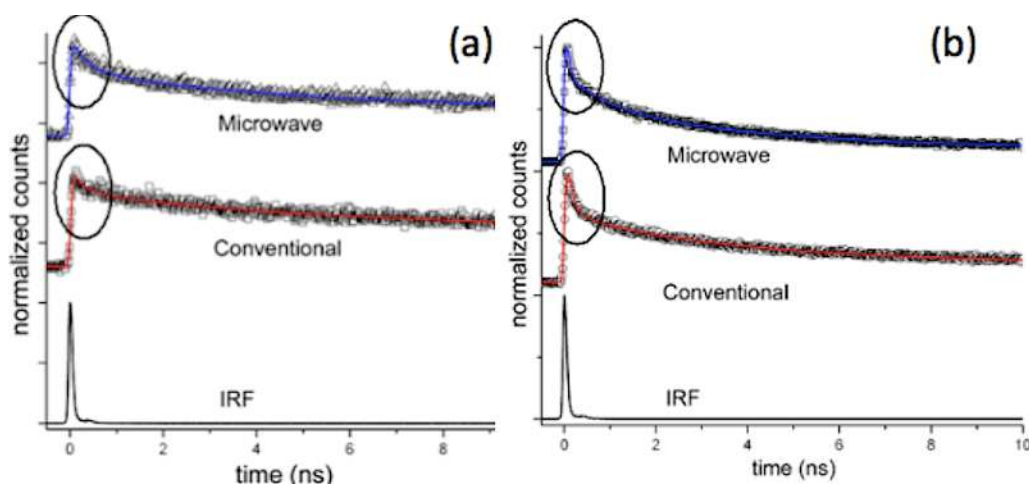 (a)
Microwave
Conventional
IRF
normalized counts
0 2 4 6 8
time (ns)
(b)
Microwave
Conventional
IRF
normalized counts
0 2 4 6 8 10
time (ns)